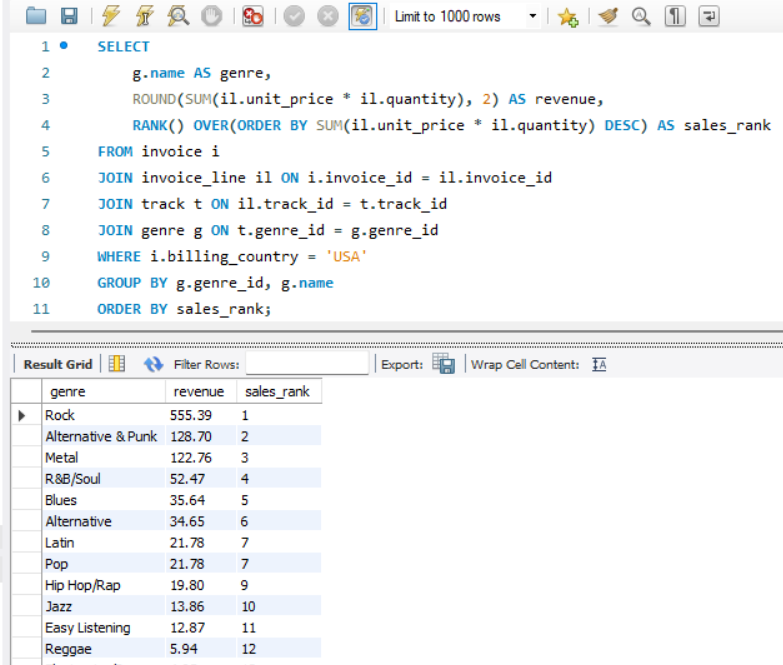 Limit to 1000 rows
1 SELECT
2 g.name AS genre,
3 ROUND(SUM(il.unit_price * il.quantity), 2) AS revenue,
4 RANK() OVER(ORDER BY SUM(il.unit_price * il.quantity) DESC) AS sales_rank
5 FROM invoice i
6 JOIN invoice_line il ON i.invoice_id = il.invoice_id
7 JOIN track t ON il.track_id = t.track_id
8 JOIN genre g ON t.genre_id = g.genre_id
9 WHERE i.billing_country = 'USA'
10 GROUP BY g.genre_id, g.name
11 ORDER BY sales_rank;
Result Grid Filter Rows: Export: Wrap Cell Content:
genre revenue sales_rank
Rock 555.39 1
Alternative & Punk 128.70 2
Metal 122.76 3
R&B/Soul 52.47 4
Blues 35.64 5
Alternative 34.65 6
Latin 21.78 7
Pop 21.78 7
Hip Hop/Rap 19.80 9
Jazz 13.86 10
Easy Listening 12.87 11
Reggae 5.94 12